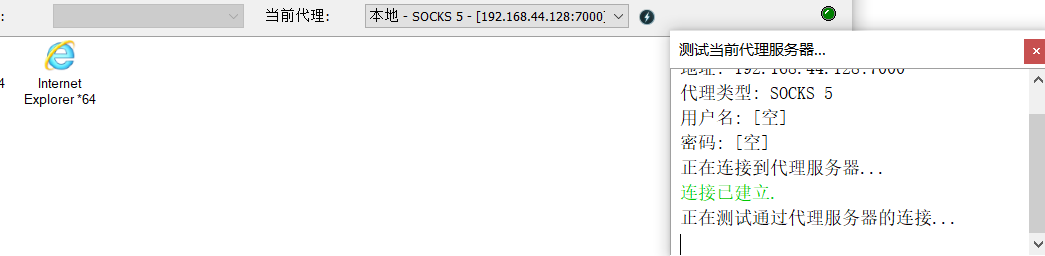 :
当前代理:
本地 - SOCKS 5 - [192.168.44.128:7000]
4
Internet
Explorer *64
测试当前代理服务器...
地址: 192.168.44.128:7000
代理类型: SOCKS 5
用户名: [空]
密码: [空]
正在连接到代理服务器...
连接已建立.
正在测试通过代理服务器的连接...